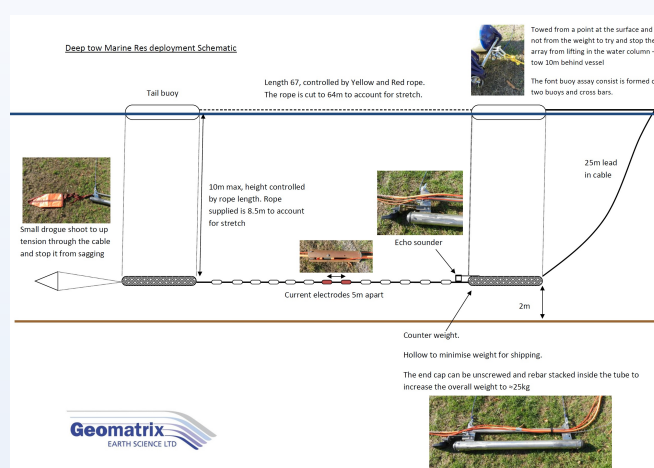 Deep tow Marine Res deployment Schematic
Towed from a point at the surface and
not from the weight to try and stop the
array from lifting in the water column –
tow 10m behind vessel
The font buoy assay consist is formed o
two buoys and cross bars.
Tail buoy
Length 67, controlled by Yellow and Red rope.
The rope is cut to 64m to account for stretch.
25m lead
in cable
10m max, height controlled
by rope length. Rope
supplied is 8.5m to account
for stretch
Small drogue shoot to up
tension through the cable
and stop it from sagging
Echo sounder
Current electrodes 5m apart
2m
Counter weight.
Hollow to minimise weight for shipping.
The end cap can be unscrewed and rebar stacked inside the tube to
increase the overall weight to ≈25kg
Geomatrix
EARTH SCIENCE LTD